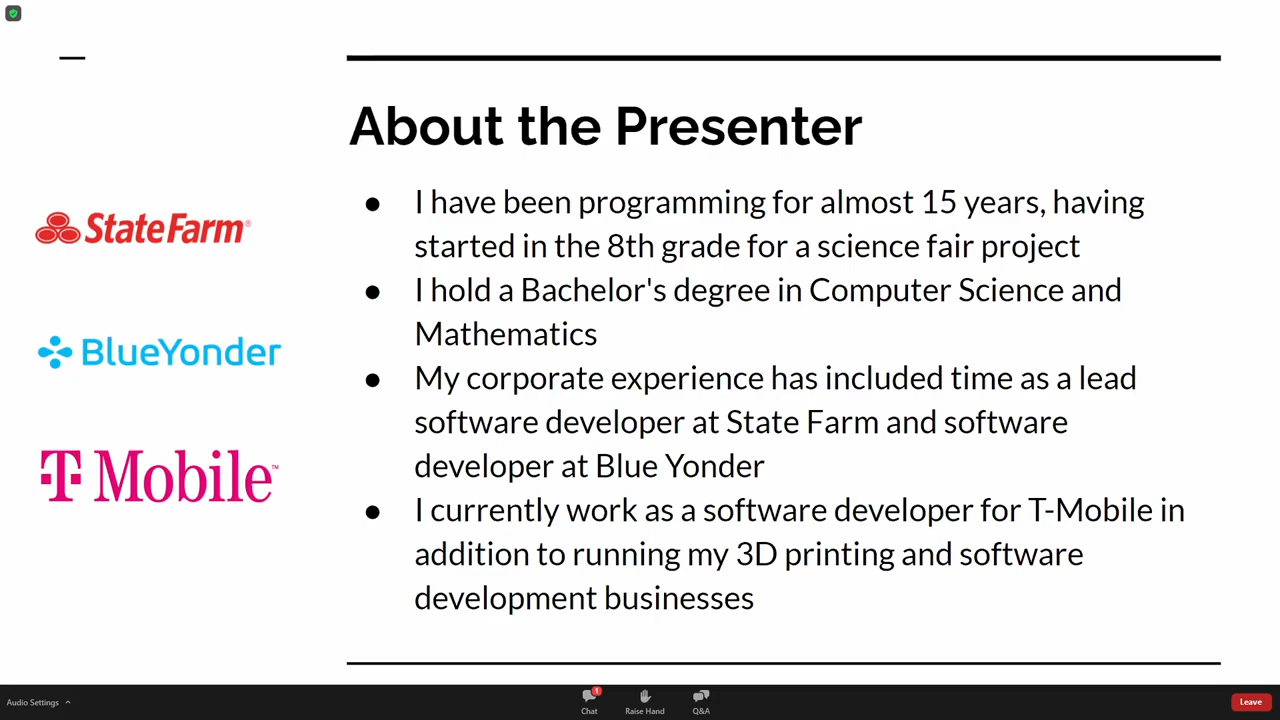 About the Presenter
StateFarm®
BlueYonder
T Mobile™
● I have been programming for almost 15 years, having
started in the 8th grade for a science fair project
● I hold a Bachelor's degree in Computer Science and
Mathematics
● My corporate experience has included time as a lead
software developer at State Farm and software
developer at Blue Yonder
● I currently work as a software developer for T-Mobile in
addition to running my 3D printing and software
development businesses
Audio Settings
1
Chat
Raise Hand
Q&A
Leave